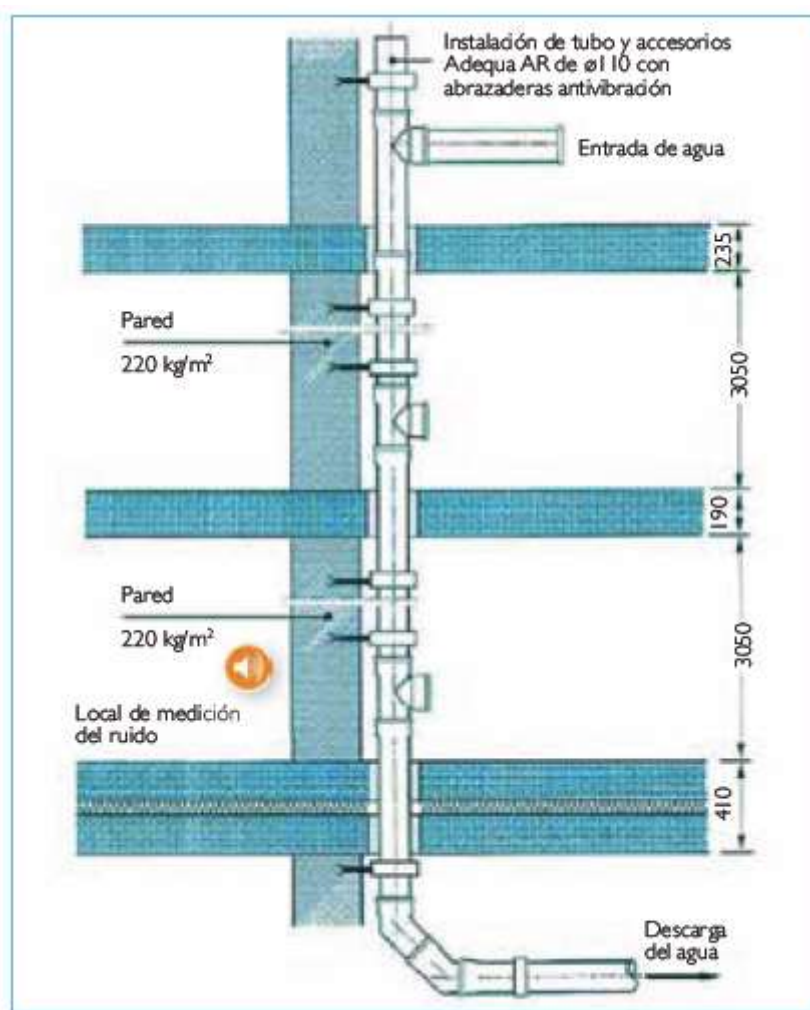 Instalación de tubo y accesorios
Adequa AR de ø110 con
abrazaderas antivibración
Entrada de agua
235
Pared
220 kg/m²
3050
190
Pared
220 kg/m²
3050
Local de medición
del ruido
410
Descarga
del agua